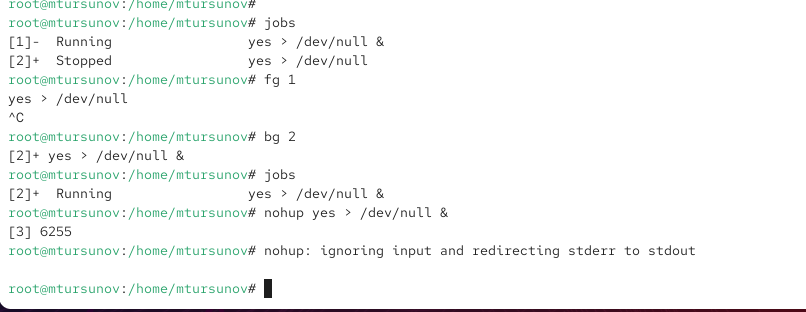 root@mtursunov:/home/mtursunov#
root@mtursunov:/home/mtursunov# jobs
[1]-  Running                 yes > /dev/null &
[2]+  Stopped                 yes > /dev/null
root@mtursunov:/home/mtursunov# fg 1
yes > /dev/null
^C
root@mtursunov:/home/mtursunov# bg 2
[2]+ yes > /dev/null &
root@mtursunov:/home/mtursunov# jobs
[2]+  Running                 yes > /dev/null &
root@mtursunov:/home/mtursunov# nohup yes > /dev/null &
[3] 6255
root@mtursunov:/home/mtursunov# nohup: ignoring input and redirecting stderr to stdout
root@mtursunov:/home/mtursunov#